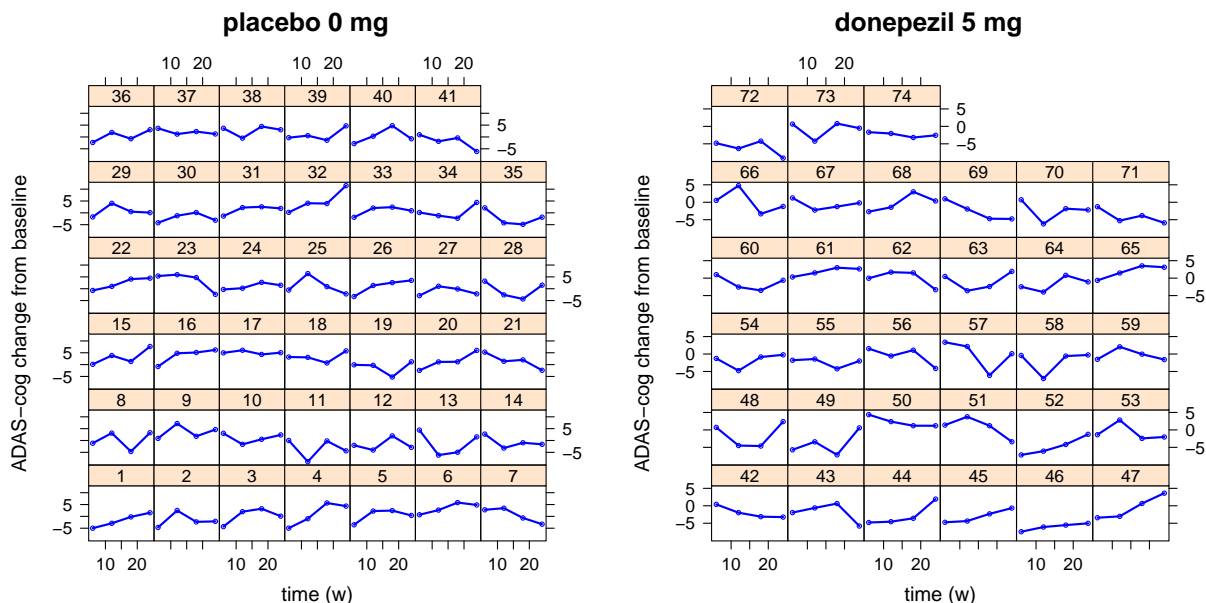 placebo 0 mg
10 20 10 20
36 37 38 39 40 41
5
−5
29 30 31 32 33 34 35
5
−5
22 23 24 25 26 27 28
5
−5
15 16 17 18 19 20 21
5
−5
8 9 10 11 12 13 14
5
−5
1 2 3 4 5 6 7
5
−5
10 20 10 20 10 20
10 20
time (w)
ADAS−cog change from baseline
donepezil 5 mg
10 20
72 73 74
5
0
−5
66 67 68 69 70 71
5
0
−5
60 61 62 63 64 65
5
0
−5
54 55 56 57 58 59
5
0
−5
48 49 50 51 52 53
5
0
−5
42 43 44 45 46 47
5
0
−5
10 20 10 20 10 20
time (w)
ADAS−cog change from baseline